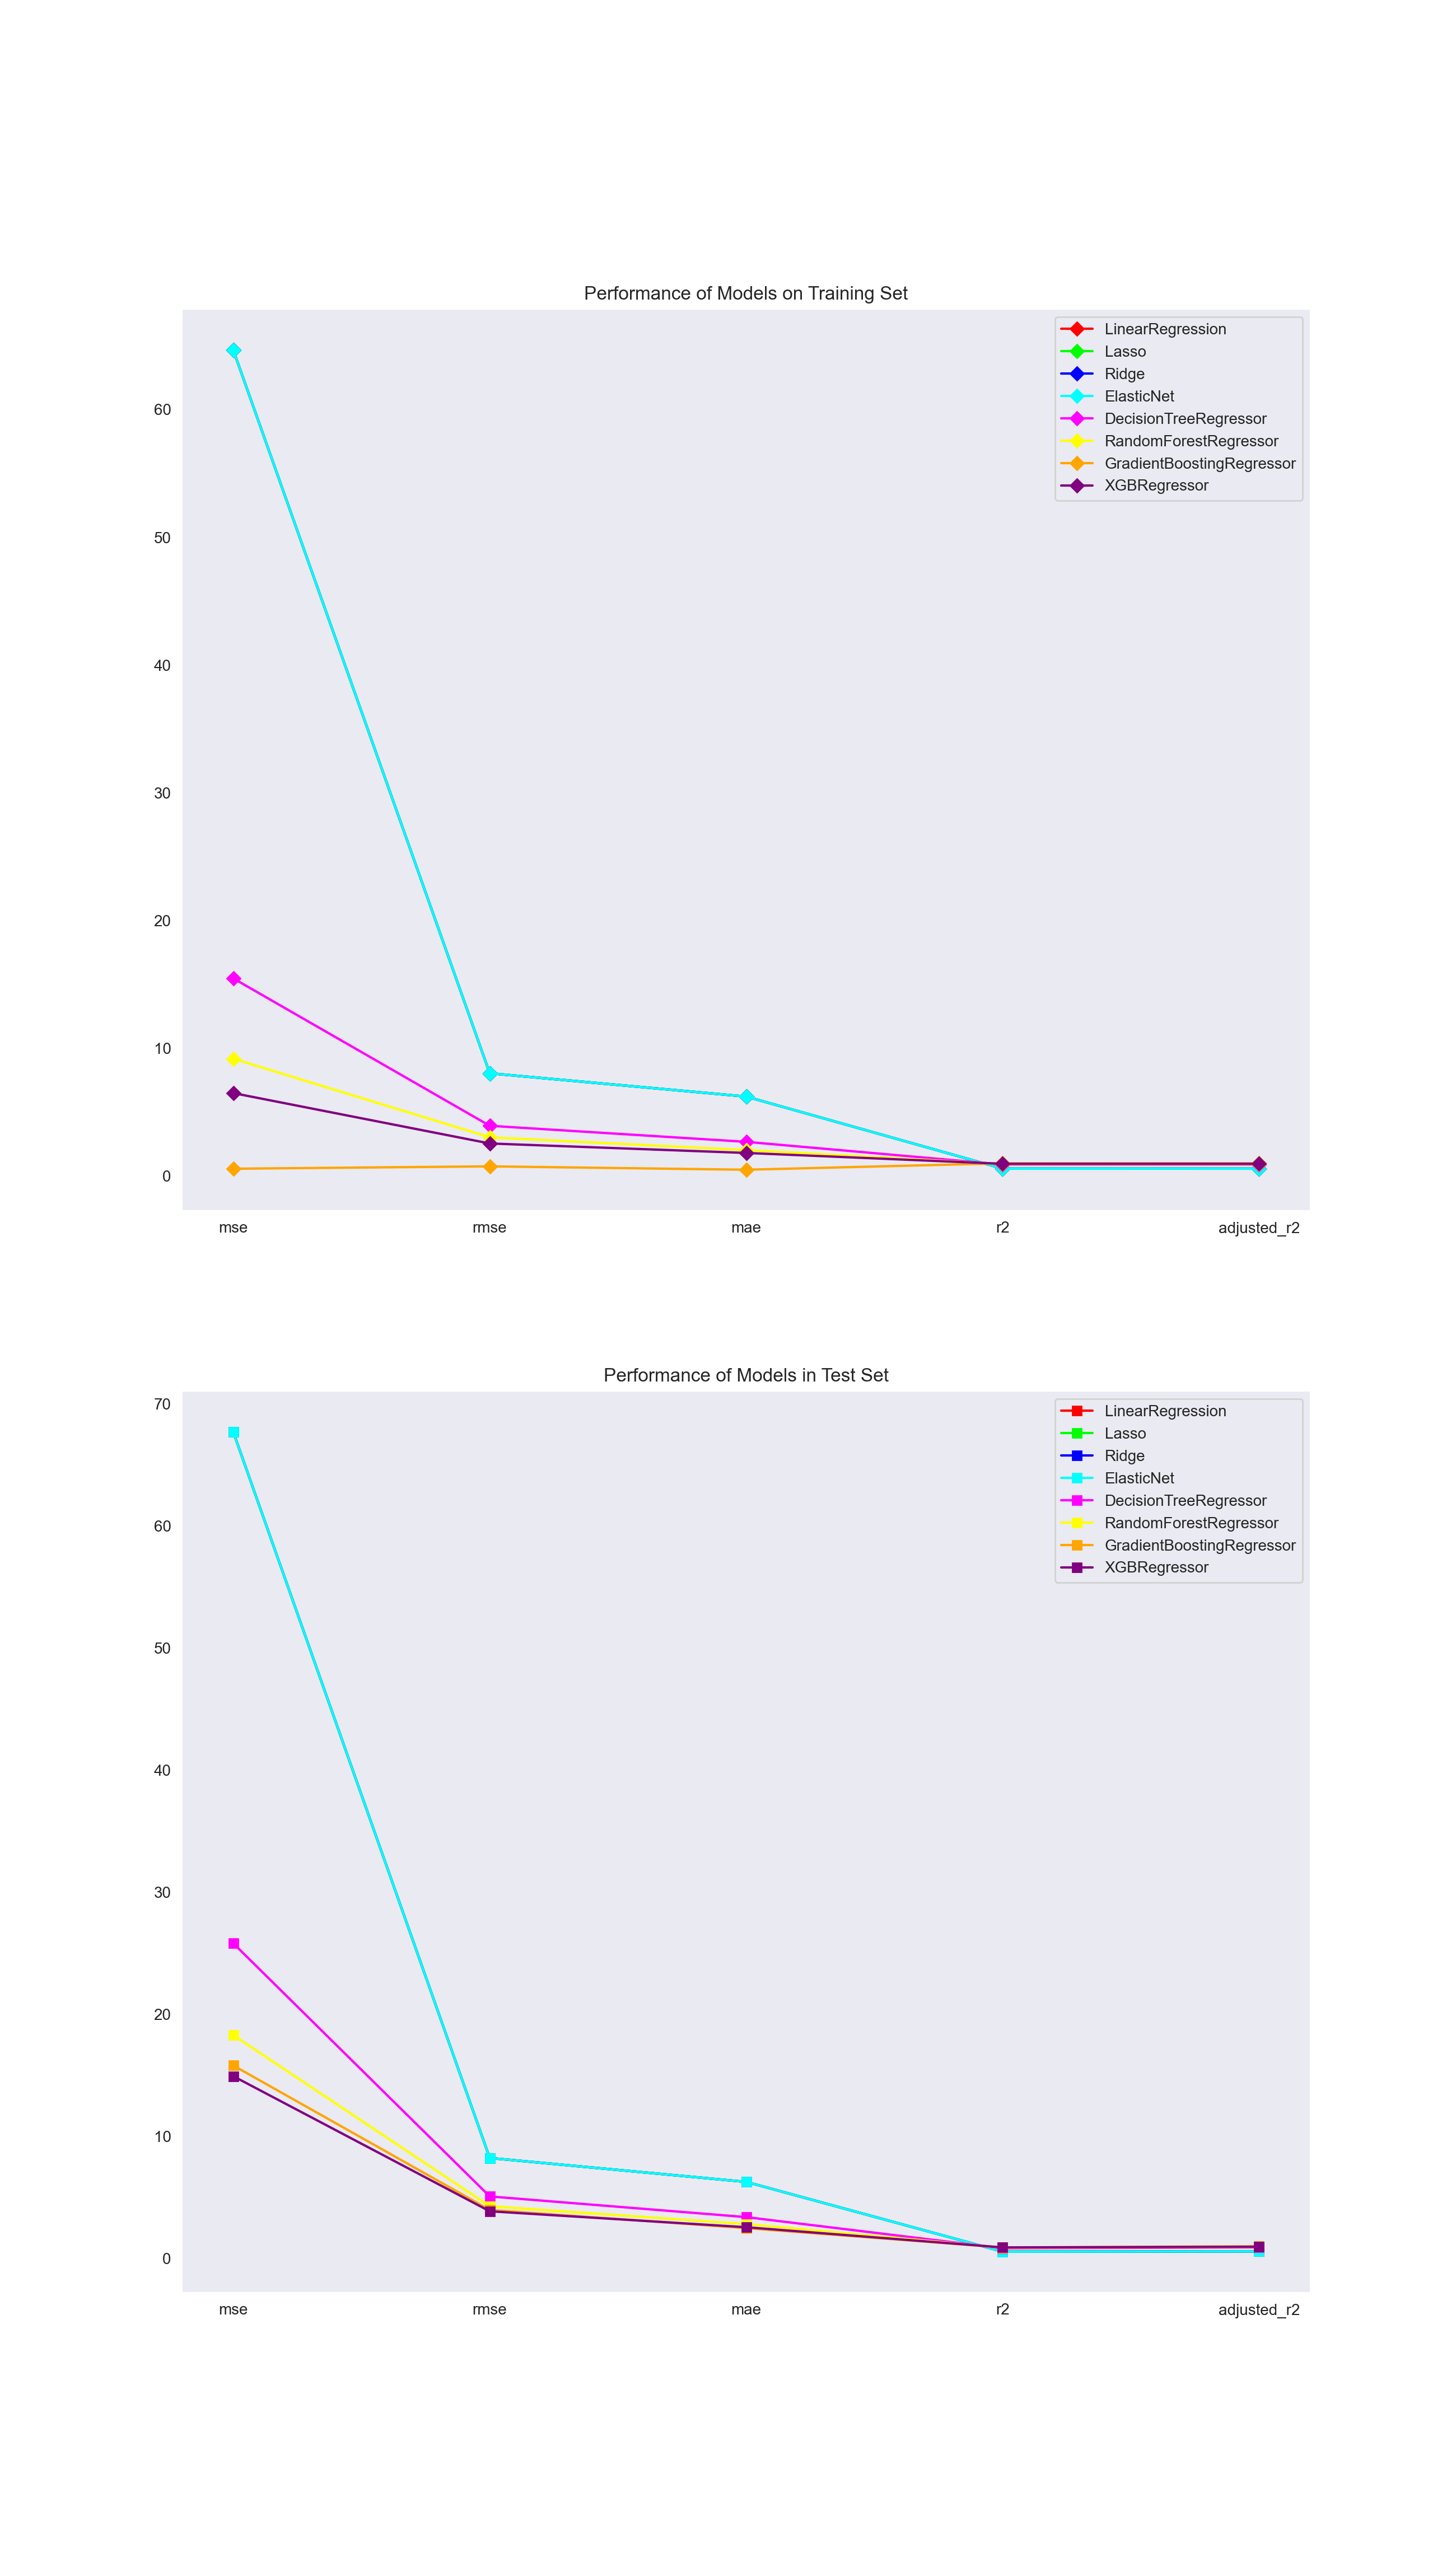 Performance of Models on Training Set
LinearRegression
Lasso
Ridge
ElasticNet
DecisionTreeRegressor
RandomForestRegressor
GradientBoostingRegressor
XGBRegressor
60
50
40
30
20
10
0
mse rmse mae r2 adjusted_r2
Performance of Models in Test Set
LinearRegression
Lasso
Ridge
ElasticNet
DecisionTreeRegressor
RandomForestRegressor
GradientBoostingRegressor
XGBRegressor
70
60
50
40
30
20
10
0
mse rmse mae r2 adjusted_r2